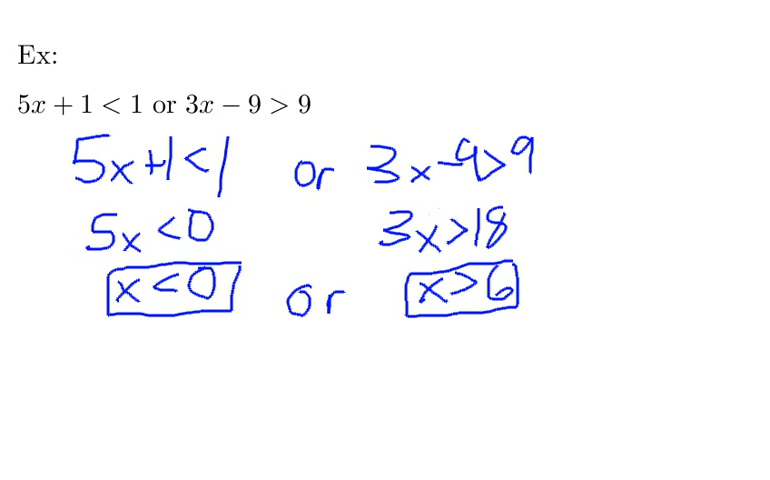 Ex:
5x + 1 < 1 or 3x − 9 > 9
5x+1<1 or 3x-9>9
5x<0 3x>18
x<0 or x>6